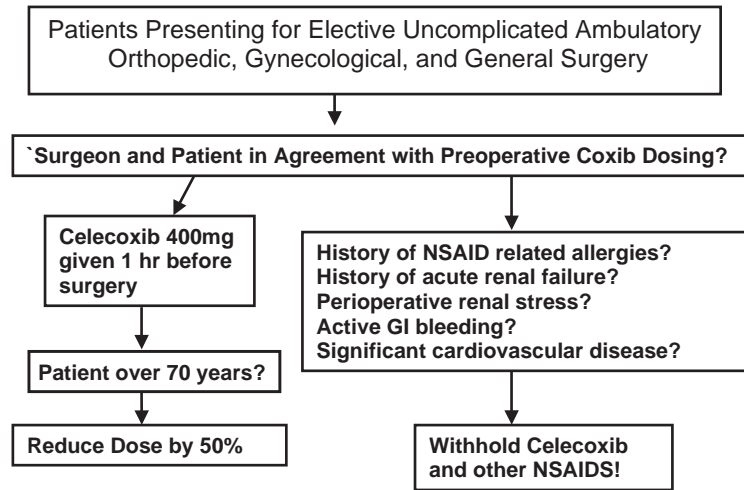 Patients Presenting for Elective Uncomplicated Ambulatory
Orthopedic, Gynecological, and General Surgery
`Surgeon and Patient in Agreement with Preoperative Coxib Dosing?
Celecoxib 400mg
given 1 hr before
surgery
Patient over 70 years?
Reduce Dose by 50%
History of NSAID related allergies?
History of acute renal failure?
Perioperative renal stress?
Active GI bleeding?
Significant cardiovascular disease?
Withhold Celecoxib
and other NSAIDS!